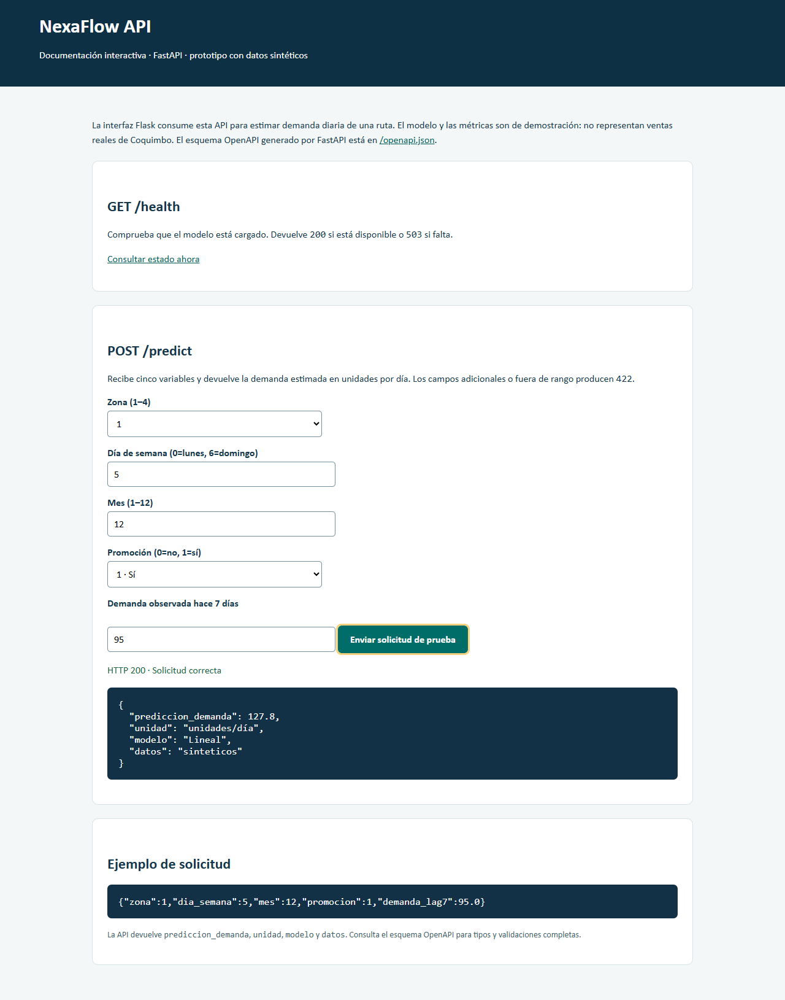 NexaFlow API
Documentación interactiva · FastAPI · prototipo con datos sintéticos
La interfaz Flask consume esta API para estimar demanda diaria de una ruta. El modelo y las métricas son de demostración: no representan ventas
reales de Coquimbo. El esquema OpenAPI generado por FastAPI está en /openapi.json.
GET /health
Comprueba que el modelo está cargado. Devuelve 200 si está disponible o 503 si falta.
Consultar estado ahora
POST /predict
Recibe cinco variables y devuelve la demanda estimada en unidades por día. Los campos adicionales o fuera de rango producen 422.
Zona (1–4)
1
Día de semana (0=lunes, 6=domingo)
5
Mes (1–12)
12
Promoción (0=no, 1=sí)
1 · Sí
Demanda observada hace 7 días
95
Enviar solicitud de prueba
HTTP 200 · Solicitud correcta
{
  "prediccion_demanda": 127.8,
  "unidad": "unidades/día",
  "modelo": "Lineal",
  "datos": "sinteticos"
}
Ejemplo de solicitud
{"zona":1,"dia_semana":5,"mes":12,"promocion":1,"demanda_lag7":95.0}
La API devuelve prediccion_demanda, unidad, modelo y datos. Consulta el esquema OpenAPI para tipos y validaciones completas.